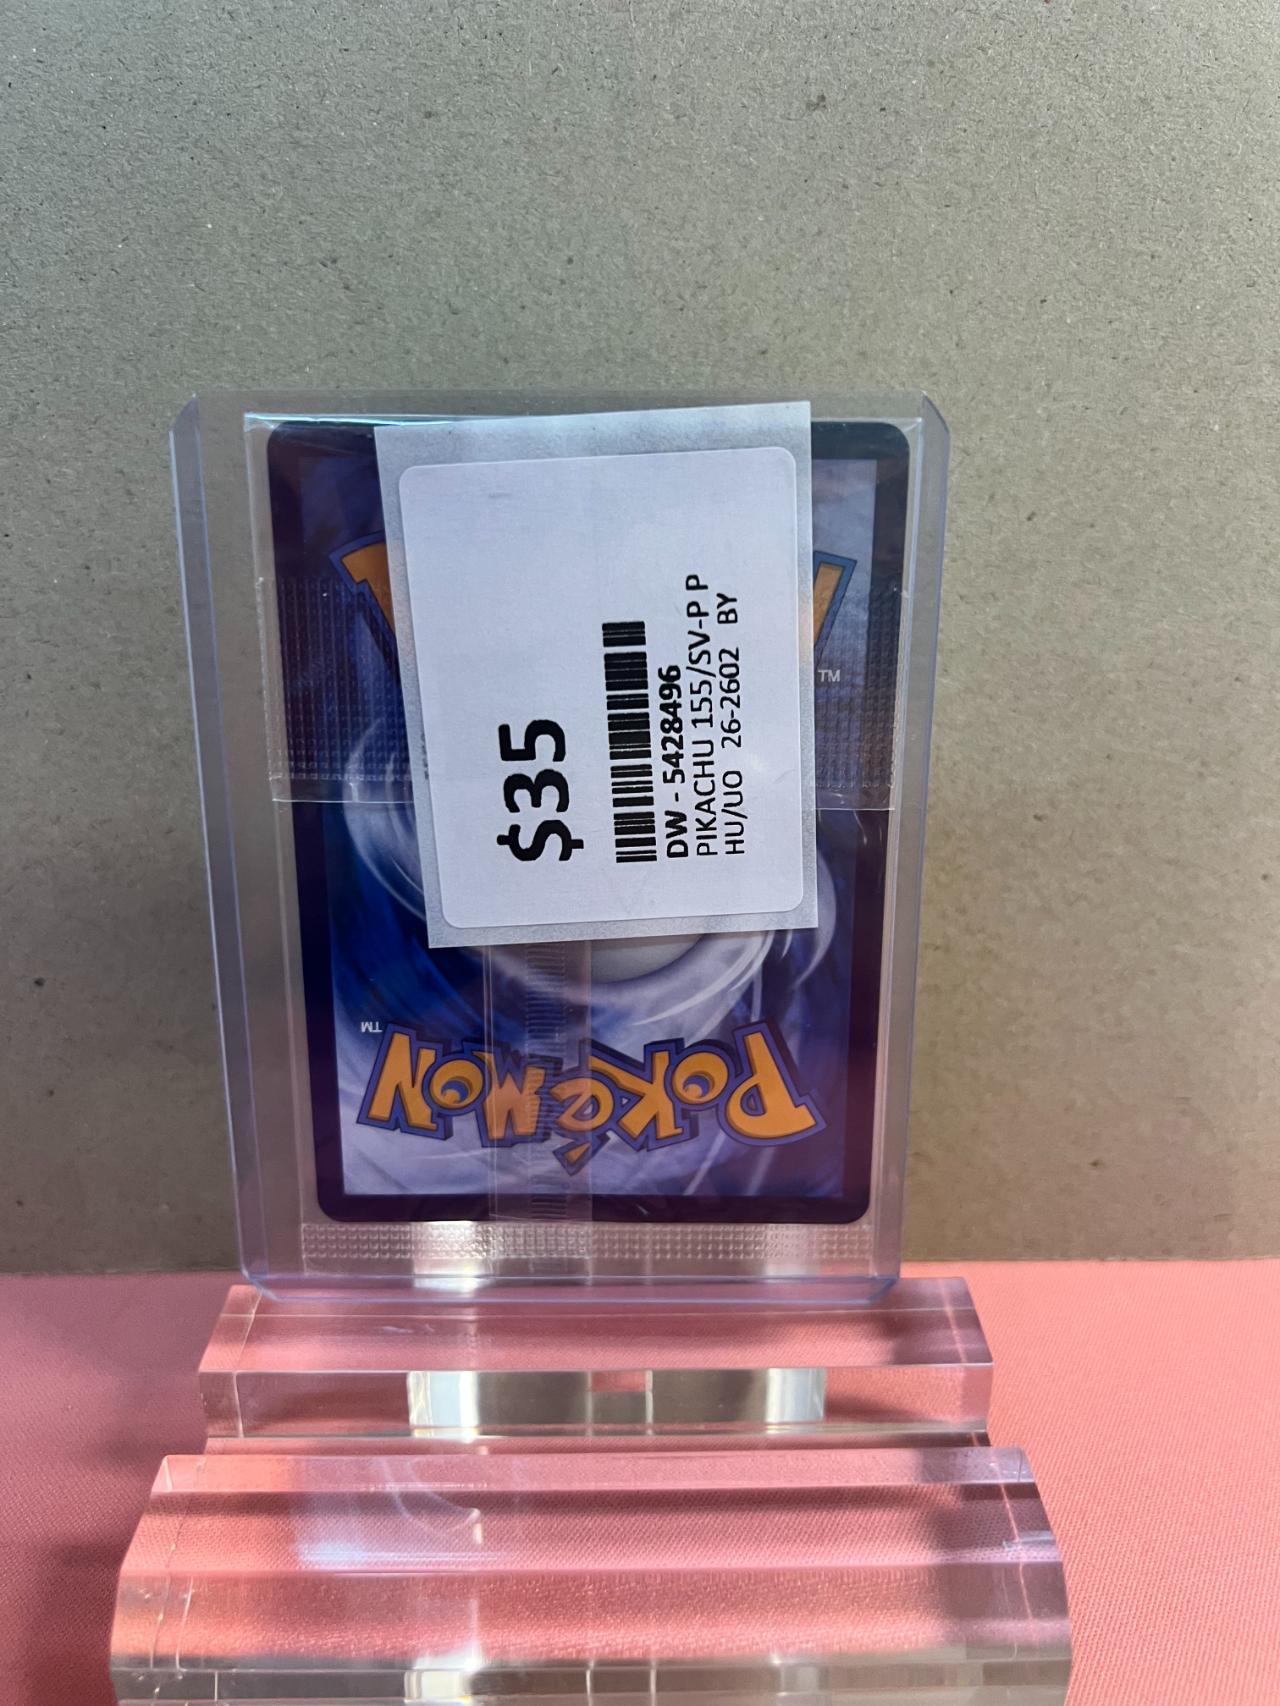 $35
DW - 5428496
PIKACHU 155/SV-P P
HU/UO 26-2602 BY
TM
POKéMON
TM